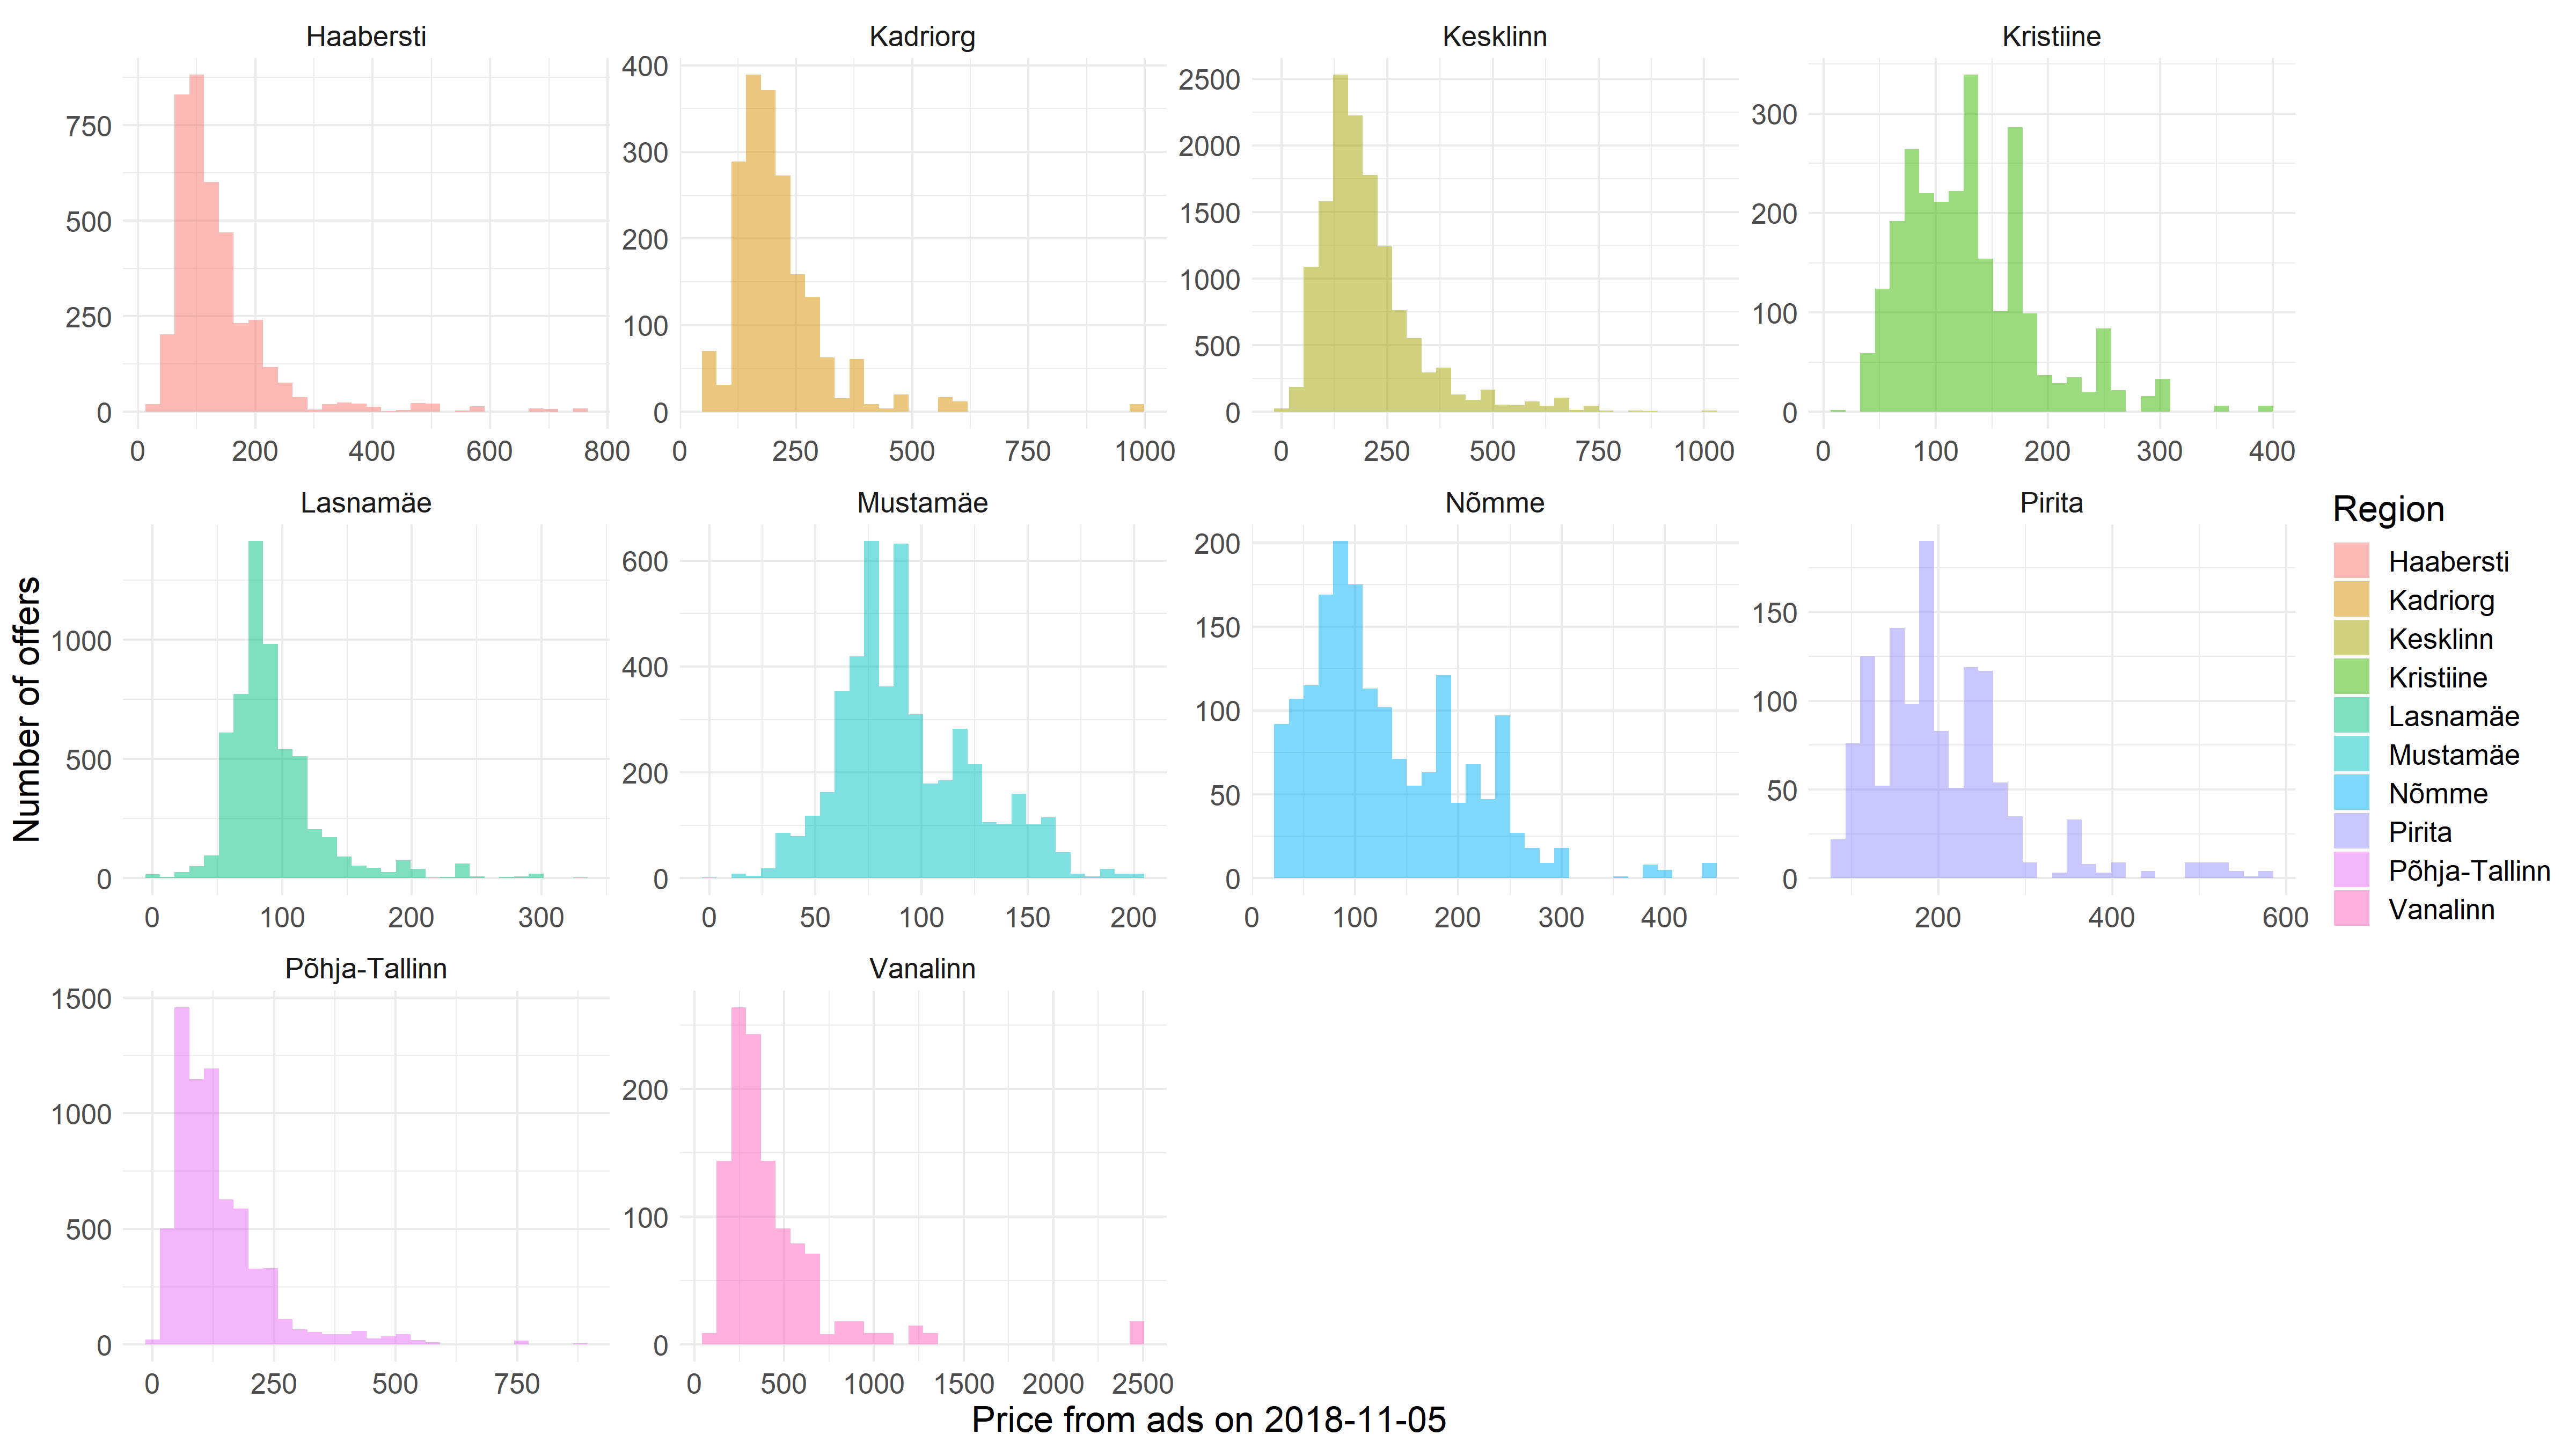 Haabersti
Kadriorg
Kesklinn
Kristiine
750
500
250
0
0 200 400 600 800
400
300
200
100
0
0 250 500 750 1000
2500
2000
1500
1000
500
0
0 250 500 750 1000
300
200
100
0
0 100 200 300 400
Lasnamäe
Mustamäe
Nõmme
Pirita
1000
500
0
0 100 200 300
600
400
200
0
0 50 100 150 200
200
150
100
50
0
0 100 200 300 400
150
100
50
0
200 400 600
Põhja-Tallinn
Vanalinn
1500
1000
500
0
0 250 500 750
200
100
0
0 500 1000 1500 2000 2500
Number of offers
Price from ads on 2018-11-05
Region
Haabersti
Kadriorg
Kesklinn
Kristiine
Lasnamäe
Mustamäe
Nõmme
Pirita
Põhja-Tallinn
Vanalinn